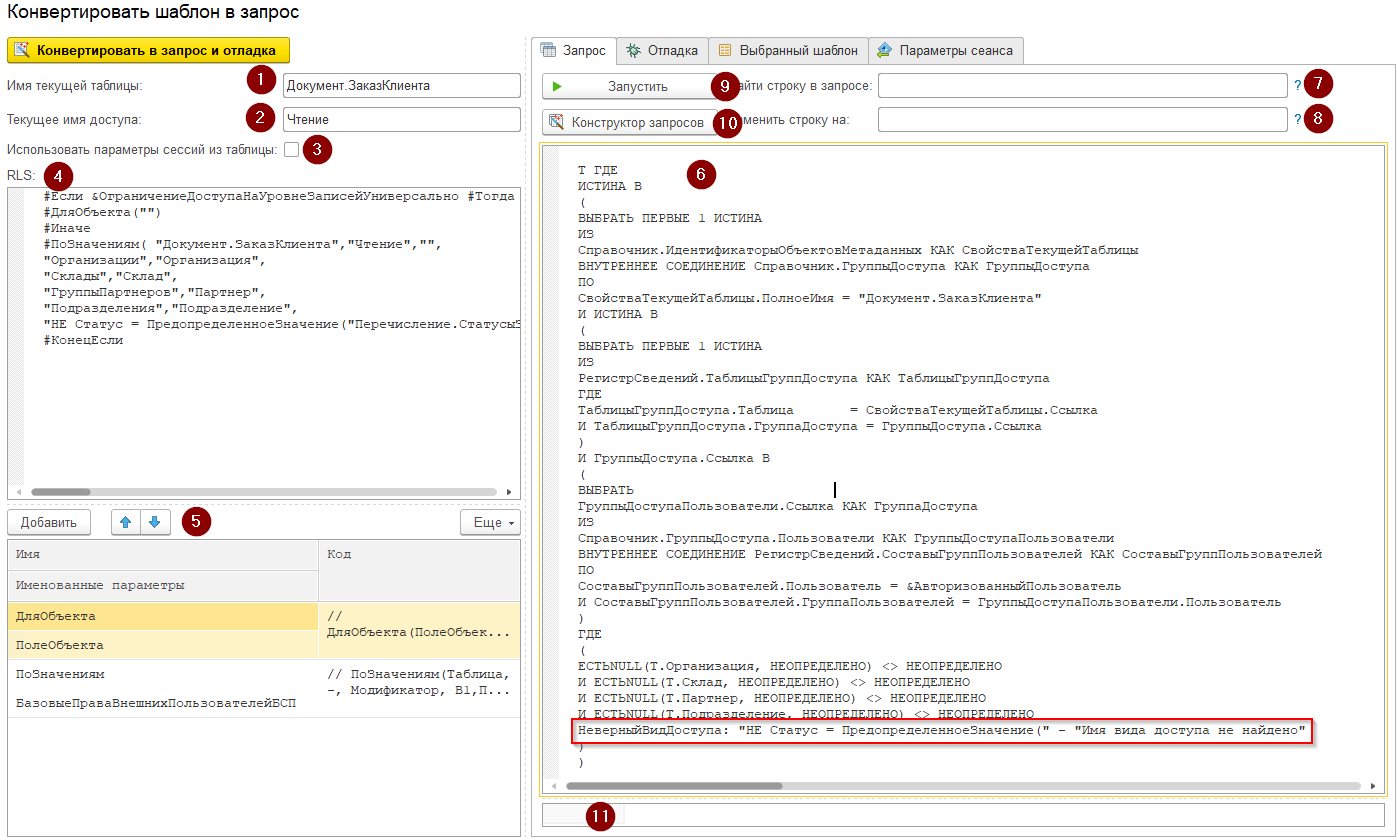 Конвертировать шаблон в запрос
Конвертировать в запрос и отладка
Имя текущей таблицы:
1
Документ.ЗаказКлиента
Текущее имя доступа:
2
Чтение
Использовать параметры сессий из таблицы:
3
RLS:
4
#Если &ОграничениеДоступаНаУровнеЗаписейУниверсально #Тогда
#ДляОбъекта("")
#Иначе
#ПоЗначениям( "Документ.ЗаказКлиента","Чтение","",
"Организации","Организация",
"Склады","Склад",
"ГруппыПартнеров","Партнер",
"Подразделения","Подразделение",
"НЕ Статус = ПредопределенноеЗначение("Перечисление.Статусы
#КонецЕсли
Добавить
5
Еще
Имя
Код
Именованные параметры
ДляОбъекта
//
ДляОбъекта(ПолеОбъек...
ПолеОбъекта
ПоЗначениям
// ПоЗначениям(Таблица,
-, Модификатор, В1,П...
БазовыеПраваВнешнихПользователейБСП
Запрос
Отладка
Выбранный шаблон
Параметры сеанса
Запустить
9
айти строку в запросе:
?
7
Конструктор запросов
10
менить строку на:
?
8
6
Т ГДЕ
ИСТИНА В
(
ВЫБРАТЬ ПЕРВЫЕ 1 ИСТИНА
ИЗ
Справочник.ИдентификаторыОбъектовМетаданных КАК СвойстваТекущейТаблицы
ВНУТРЕННЕЕ СОЕДИНЕНИЕ Справочник.ГруппыДоступа КАК ГруппыДоступа
ПО
СвойстваТекущейТаблицы.ПолноеИмя = "Документ.ЗаказКлиента"
И ИСТИНА В
(
ВЫБРАТЬ ПЕРВЫЕ 1 ИСТИНА
ИЗ
РегистрСведений.ТаблицыГруппДоступа КАК ТаблицыГруппДоступа
ГДЕ
ТаблицыГруппДоступа.Таблица = СвойстваТекущейТаблицы.Ссылка
И ТаблицыГруппДоступа.ГруппаДоступа = ГруппыДоступа.Ссылка
)
И ГруппыДоступа.Ссылка В
(
ВЫБРАТЬ
ГруппыДоступаПользователи.Ссылка КАК ГруппаДоступа
ИЗ
Справочник.ГруппыДоступа.Пользователи КАК ГруппыДоступаПользователи
ВНУТРЕННЕЕ СОЕДИНЕНИЕ РегистрСведений.СоставыГруппПользователей КАК СоставыГруппПользователей
ПО
СоставыГруппПользователей.Пользователь = &АвторизованныйПользователь
И СоставыГруппПользователей.ГруппаПользователей = ГруппыДоступаПользователи.Пользователь
)
ГДЕ
(
ЕСТЬNULL(Т.Организация, НЕОПРЕДЕЛЕНО) <> НЕОПРЕДЕЛЕНО
И ЕСТЬNULL(Т.Склад, НЕОПРЕДЕЛЕНО) <> НЕОПРЕДЕЛЕНО
И ЕСТЬNULL(Т.Партнер, НЕОПРЕДЕЛЕНО) <> НЕОПРЕДЕЛЕНО
И ЕСТЬNULL(Т.Подразделение, НЕОПРЕДЕЛЕНО) <> НЕОПРЕДЕЛЕНО
НеверныйВидДоступа: "НЕ Статус = ПредопределенноеЗначение(" - "Имя вида доступа не найдено"
)
)
11